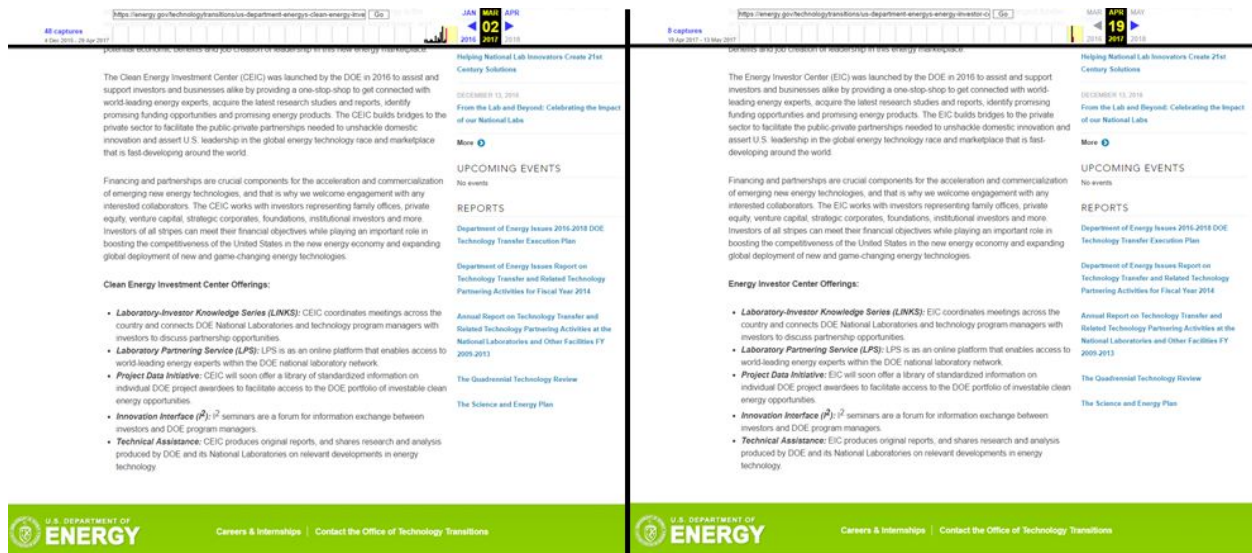 https://energy.gov/technologytransitions/us-department-energys-clean-energy-inve Go
JAN MAR APR
02
48 captures
2016 2017 2018
potential economic benefits and job creation of leadership in this new energy marketplace.
The Clean Energy Investment Center (CEIC) was launched by the DOE in 2016 to assist and
support investors and businesses alike by providing a one-stop-shop to get connected with
world-leading energy experts, acquire the latest research studies and reports, identify
promising funding opportunities and promising energy products. The CEIC builds bridges to the
private sector to facilitate the public-private partnerships needed to unshackle domestic
innovation and assert U.S. leadership in the global energy technology race and marketplace
that is fast-developing around the world.
Financing and partnerships are crucial components for the acceleration and commercialization
of emerging new energy technologies, and that is why we welcome engagement with any
interested collaborators. The CEIC works with investors representing family offices, private
equity, venture capital, strategic corporates, foundations, institutional investors and more.
Investors of all stripes can meet their financial objectives while playing an important role in
boosting the competitiveness of the United States in the new energy economy and expanding
global deployment of new and game-changing energy technologies.
Clean Energy Investment Center Offerings:
• Laboratory-Investor Knowledge Series (LINKS): CEIC coordinates meetings across the
country and connects DOE National Laboratories and technology program managers with
investors to discuss partnership opportunities.
• Laboratory Partnering Service (LPS): LPS is as an online platform that enables access to
world-leading energy experts within the DOE national laboratory network.
• Project Data Initiative: CEIC will soon offer a library of standardized information on
individual DOE project awardees to facilitate access to the DOE portfolio of investable clean
energy opportunities.
• Innovation Interface (I²): I² seminars are a forum for information exchange between
investors and DOE program managers.
• Technical Assistance: CEIC produces original reports, and shares research and analysis
produced by DOE and its National Laboratories on relevant developments in energy
technology.
Helping National Lab Innovators Create 21st
Century Solutions
DECEMBER 13, 2016
From the Lab and Beyond: Celebrating the Impact
of our National Labs
More
UPCOMING EVENTS
No events
REPORTS
Department of Energy Issues 2016-2018 DOE
Technology Transfer Execution Plan
Department of Energy Issues Report on
Technology Transfer and Related Technology
Partnering Activities for Fiscal Year 2014
Annual Report on Technology Transfer and
Related Technology Partnering Activities at the
National Laboratories and Other Facilities FY
2009-2013
The Quadrennial Technology Review
The Science and Energy Plan
U.S. DEPARTMENT OF
ENERGY
Careers & Internships | Contact the Office of Technology Transitions
https://energy.gov/technologytransitions/us-department-energys-energy-investor-ce Go
MAR APR MAY
19
8 captures
19 Apr 2017 - 13 May 2017
2016 2017 2018
benefits and job creation of leadership in this new energy marketplace.
The Energy Investor Center (EIC) was launched by the DOE in 2016 to assist and support
investors and businesses alike by providing a one-stop-shop to get connected with world-
leading energy experts, acquire the latest research studies and reports, identify promising
funding opportunities and promising energy products. The EIC builds bridges to the private
sector to facilitate the public-private partnerships needed to unshackle domestic innovation and
assert U.S. leadership in the global energy technology race and marketplace that is fast-
developing around the world.
Financing and partnerships are crucial components for the acceleration and commercialization
of emerging new energy technologies, and that is why we welcome engagement with any
interested collaborators. The EIC works with investors representing family offices, private
equity, venture capital, strategic corporates, foundations, institutional investors and more.
Investors of all stripes can meet their financial objectives while playing an important role in
boosting the competitiveness of the United States in the new energy economy and expanding
global deployment of new and game-changing energy technologies.
Energy Investor Center Offerings:
• Laboratory-Investor Knowledge Series (LINKS): EIC coordinates meetings across the
country and connects DOE National Laboratories and technology program managers with
investors to discuss partnership opportunities.
• Laboratory Partnering Service (LPS): LPS is as an online platform that enables access to
world-leading energy experts within the DOE national laboratory network.
• Project Data Initiative: EIC will soon offer a library of standardized information on
individual DOE project awardees to facilitate access to the DOE portfolio of investable clean
energy opportunities.
• Innovation Interface (I²): I² seminars are a forum for information exchange between
investors and DOE program managers.
• Technical Assistance: EIC produces original reports, and shares research and analysis
produced by DOE and its National Laboratories on relevant developments in energy
technology.
Helping National Lab Innovators Create 21st
Century Solutions
DECEMBER 13, 2016
From the Lab and Beyond: Celebrating the Impact
of our National Labs
More
UPCOMING EVENTS
No events
REPORTS
Department of Energy Issues 2016-2018 DOE
Technology Transfer Execution Plan
Department of Energy Issues Report on
Technology Transfer and Related Technology
Partnering Activities for Fiscal Year 2014
Annual Report on Technology Transfer and
Related Technology Partnering Activities at the
National Laboratories and Other Facilities FY
2009-2013
The Quadrennial Technology Review
The Science and Energy Plan
U.S. DEPARTMENT OF
ENERGY
Careers & Internships | Contact the Office of Technology Transitions